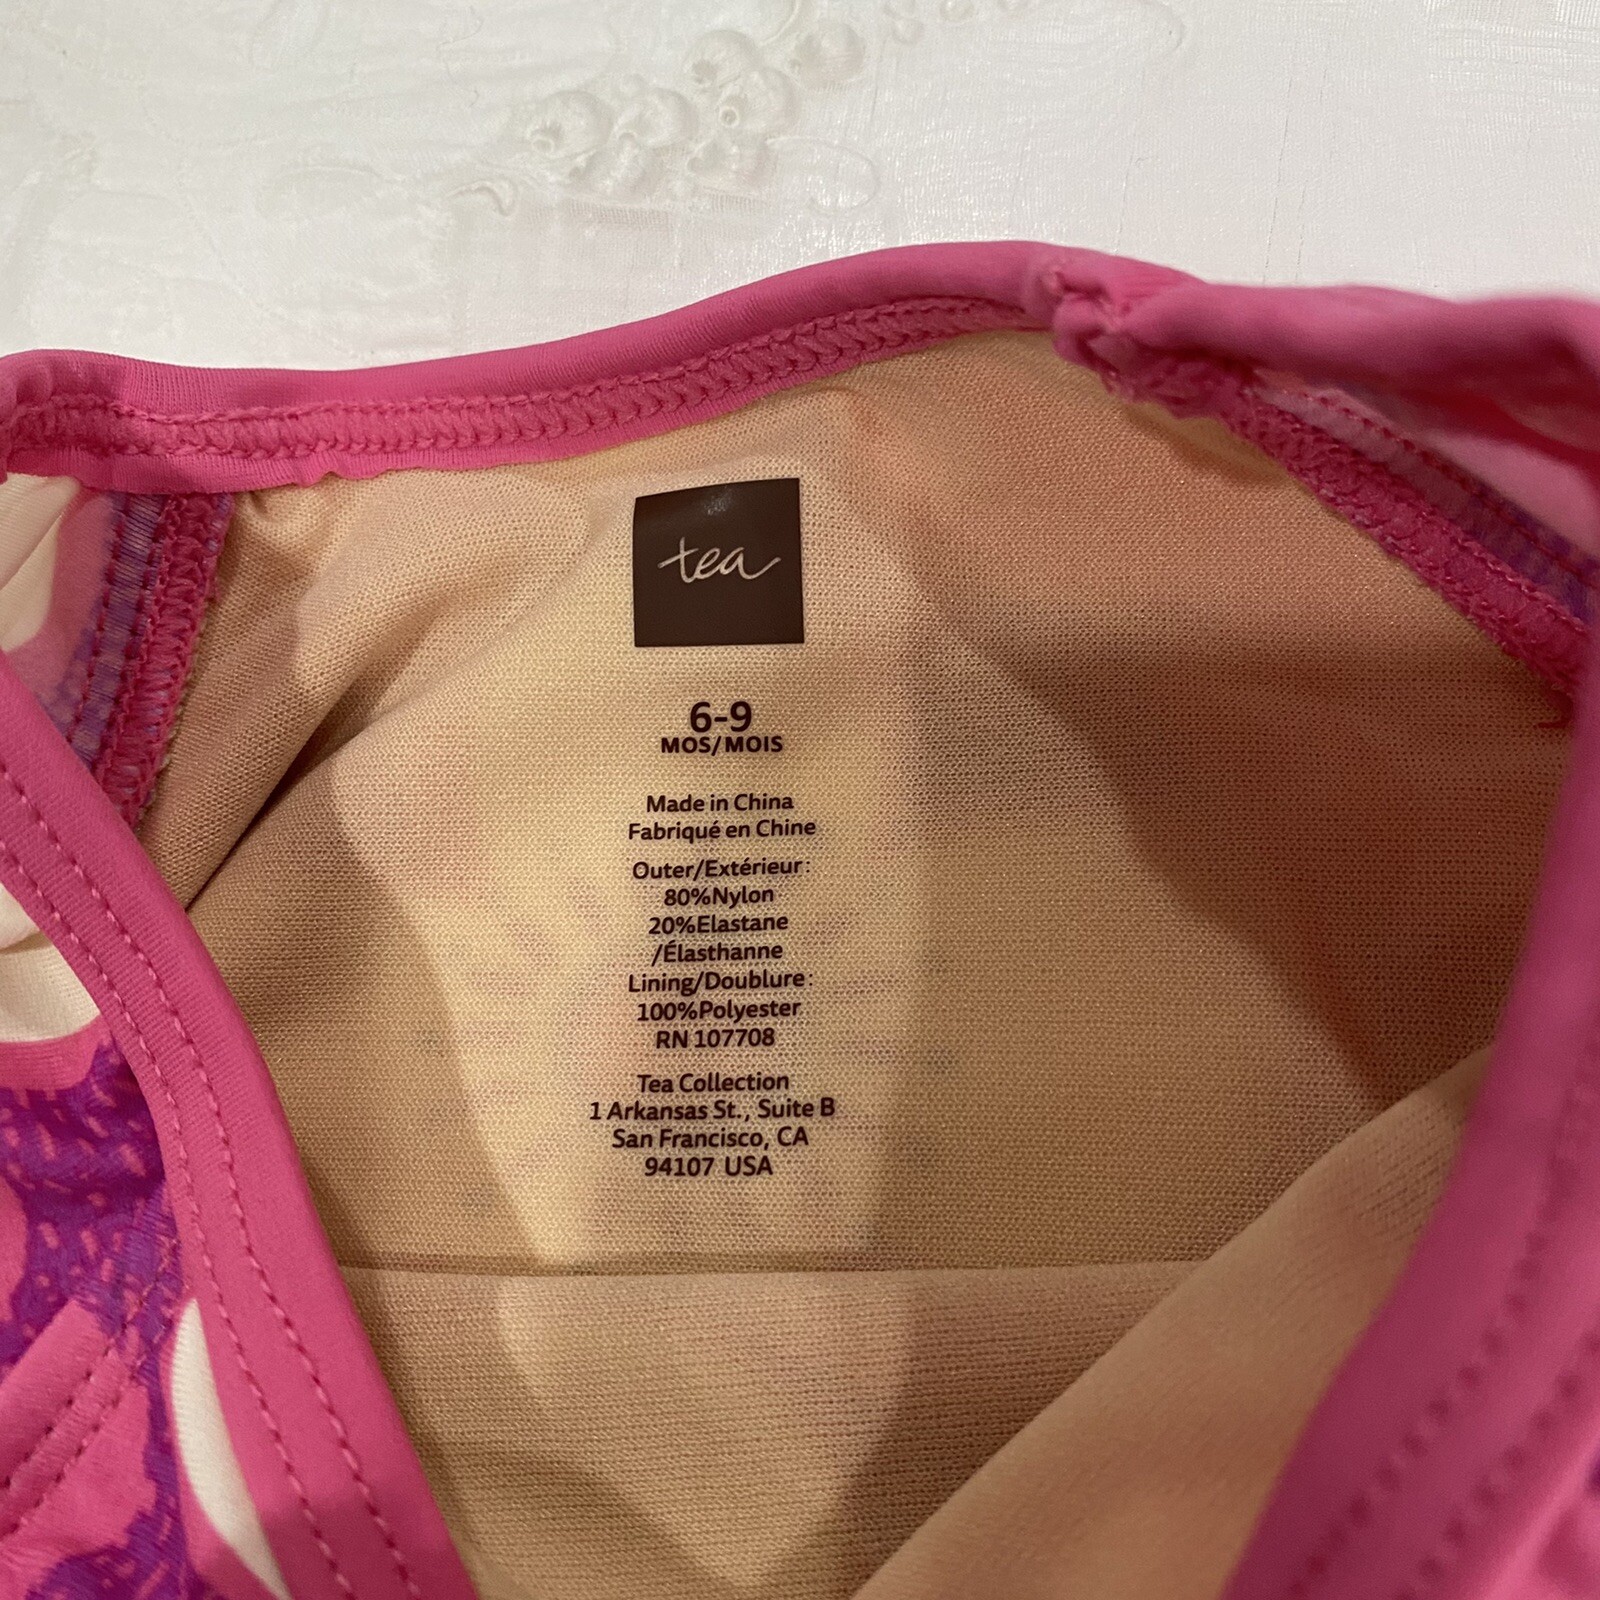 tea
6-9
MOS/MOIS
Made in China
Fabriqué en Chine
Outer/Extérieur:
80%Nylon
20%Elastane
/Élasthanne
Lining/Doublure:
100%Polyester
RN 107708
Tea Collection
1 Arkansas St., Suite B
San Francisco, CA
94107 USA